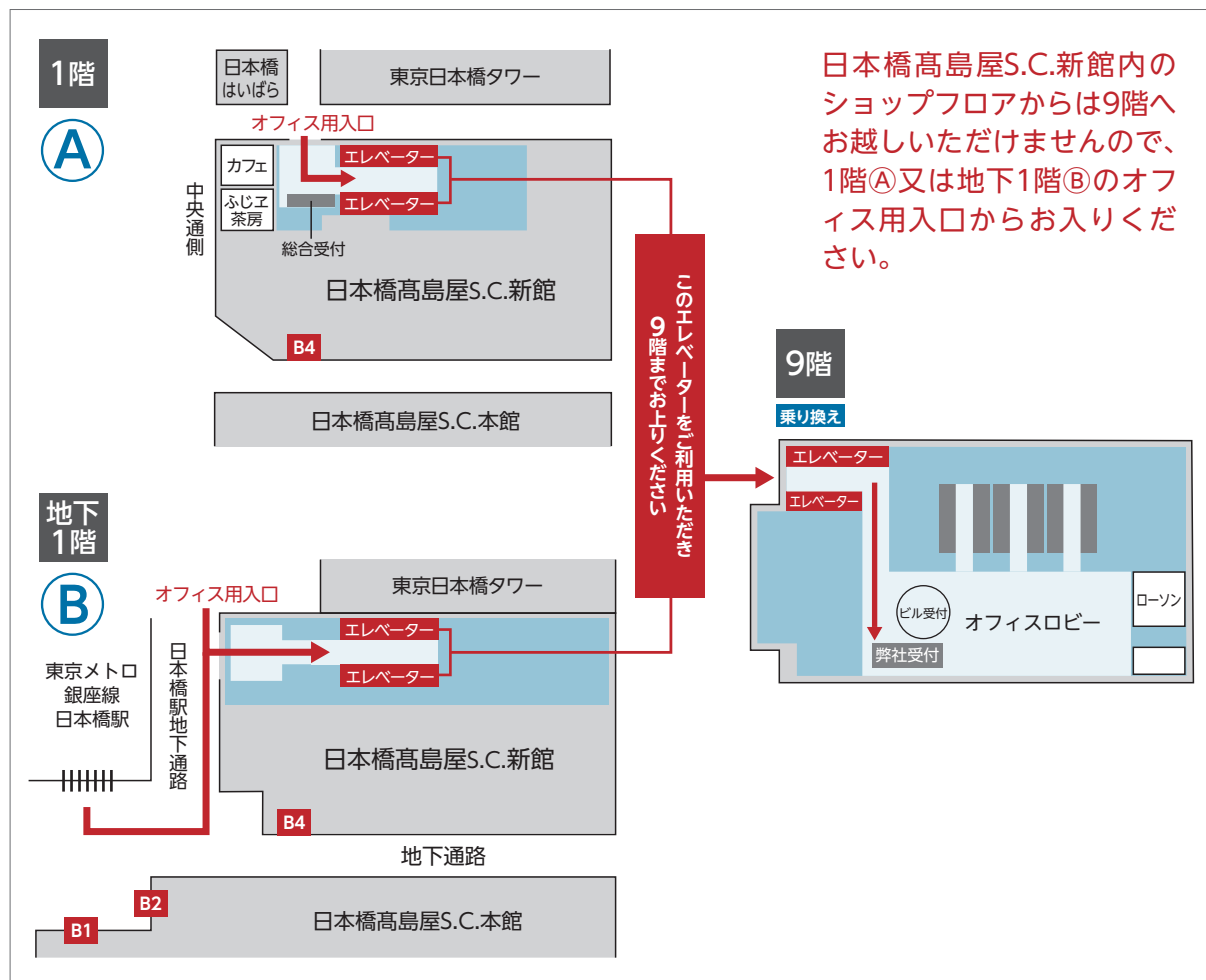 1階
A
日本橋
はいばら
東京日本橋タワー
オフィス用入口
カフェ
ふじヱ
茶房
エレベーター
エレベーター
総合受付
中央通側
日本橋髙島屋S.C.新館
B4
日本橋髙島屋S.C.本館
日本橋髙島屋S.C.新館内の
ショップフロアからは9階へ
お越しいただけませんので、
1階Ⓐ又は地下1階Ⓑのオフ
ィス用入口からお入りくだ
さい。
このエレベーターをご利用いただき
9階までお上りください
9階
乗り換え
エレベーター
エレベーター
ビル受付
オフィスロビー
ローソン
弊社受付
地下
1階
B
オフィス用入口
東京日本橋タワー
エレベーター
エレベーター
東京メトロ
銀座線
日本橋駅
日本橋駅地下通路
日本橋髙島屋S.C.新館
B4
地下通路
B2
B1
日本橋髙島屋S.C.本館